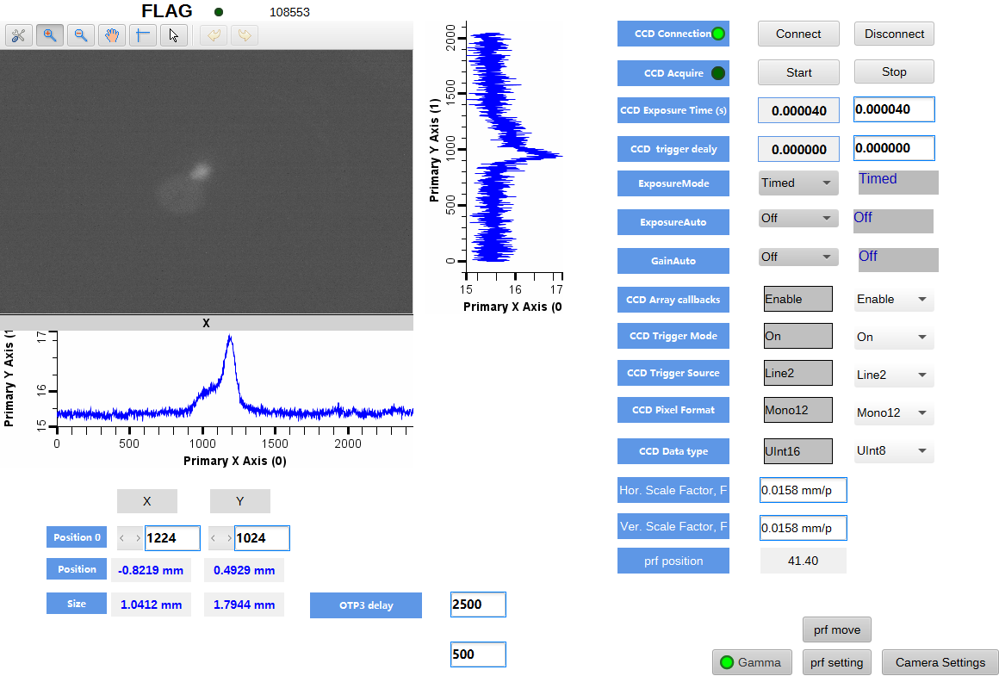 FLAG 108553
2000
1500
1000
500
0
Primary Y Axis (1)
15 16 17
Primary X Axis (0
X
17
16
15
Primary Y Axis (1
0 500 1000 1500 2000
Primary X Axis (0)
X Y
Position 0 1224 1024
Position -0.8219 mm 0.4929 mm
Size 1.0412 mm 1.7944 mm
OTP3 delay 2500
500
CCD Connection Connect Disconnect
CCD Acquire Start Stop
CCD Exposure Time (s) 0.000040 0.000040
CCD trigger dealy 0.000000 0.000000
ExposureMode Timed Timed
ExposureAuto Off Off
GainAuto Off Off
CCD Array callbacks Enable Enable
CCD Trigger Mode On On
CCD Trigger Source Line2 Line2
CCD Pixel Format Mono12 Mono12
CCD Data type UInt16 UInt8
Hor. Scale Factor, F 0.0158 mm/p
Ver. Scale Factor, F 0.0158 mm/p
prf position 41.40
prf move
Gamma prf setting Camera Settings